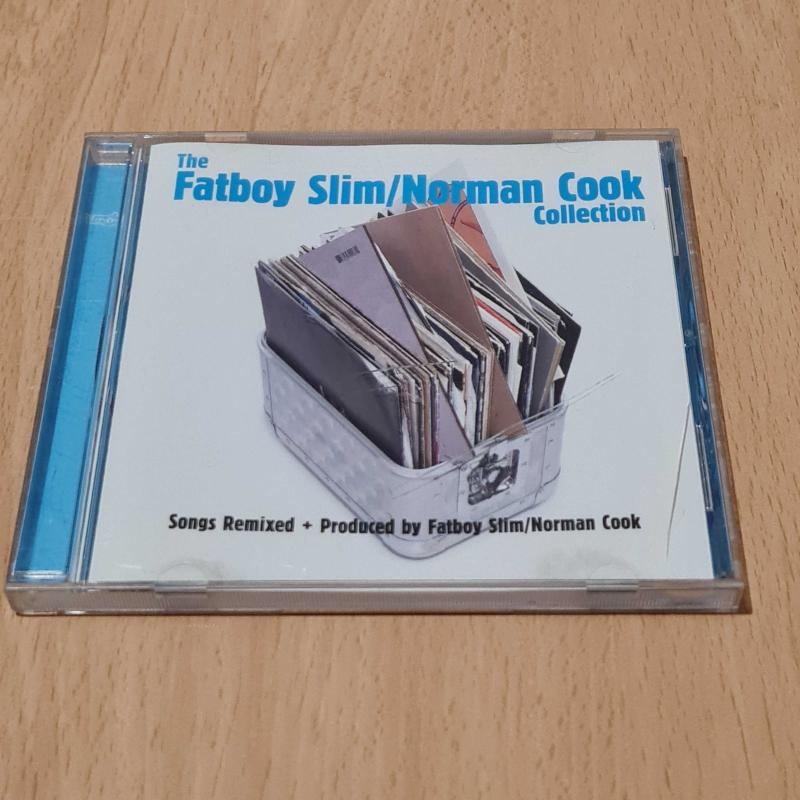 The
Fatboy Slim/Norman Cook
Collection
Songs Remixed + Produced by Fatboy Slim/Norman Cook